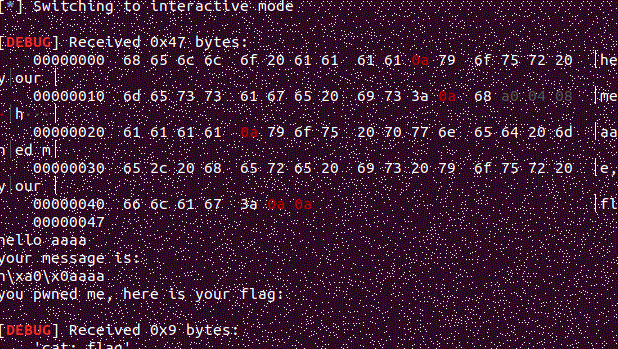 [*] Switching to interactive mode
[DEBUG] Received 0x47 bytes:
00000000  68 65 6c 6c  6f 20 61 61  61 61 0a 79  6f 75 72 20  |he
y our |
00000010  6d 65 73 73  61 67 65 20  69 73 3a 0a  68 a0 04 08  |me
h |
00000020  61 61 61 61  0a 79 6f 75  20 70 77 6e  65 64 20 6d  |aa
n ed m|
00000030  65 2c 20 68  65 72 65 20  69 73 20 79  6f 75 72 20  |e,
y our |
00000040  66 6c 61 67  3a 0a 0a |fl
00000047
hello aaaa
your message is:
h\xa0\x0aaaa
you pwned me, here is your flag:
[DEBUG] Received 0x9 bytes:
'cat: flag'